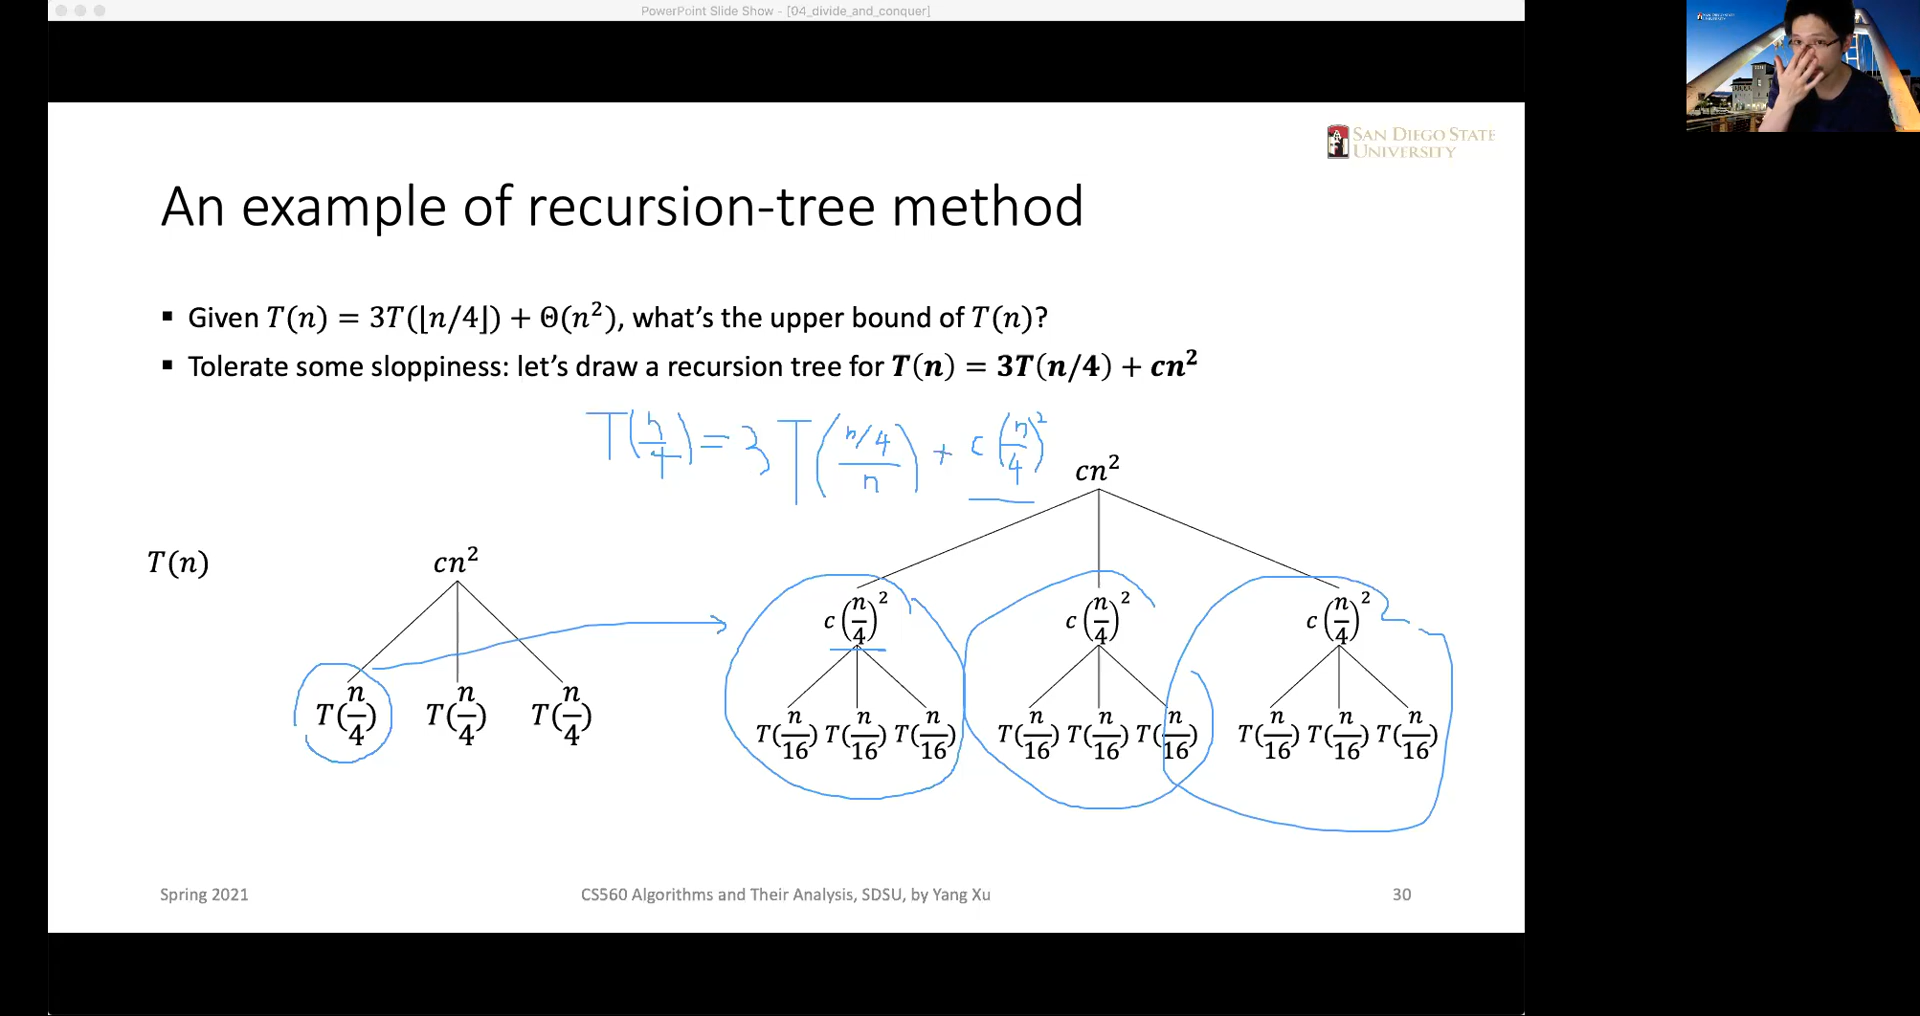 PowerPoint Slide Show - [04_divide_and_conquer]
SAN DIEGO STATE
UNIVERSITY
An example of recursion-tree method
▪ Given T(n) = 3T(⌊n/4⌋) + Θ(n²), what's the upper bound of T(n)?
▪ Tolerate some sloppiness: let's draw a recursion tree for T(n) = 3T(n/4) + cn²
T(n/4) = 3T((n/4)/n) + c(n/4)²
cn²
T(n) cn²
c(n/4)² c(n/4)² c(n/4)²
T(n/4) T(n/4) T(n/4)
T(n/16) T(n/16) T(n/16) T(n/16) T(n/16) T(n/16) T(n/16) T(n/16) T(n/16)
Spring 2021 CS560 Algorithms and Their Analysis, SDSU, by Yang Xu 30